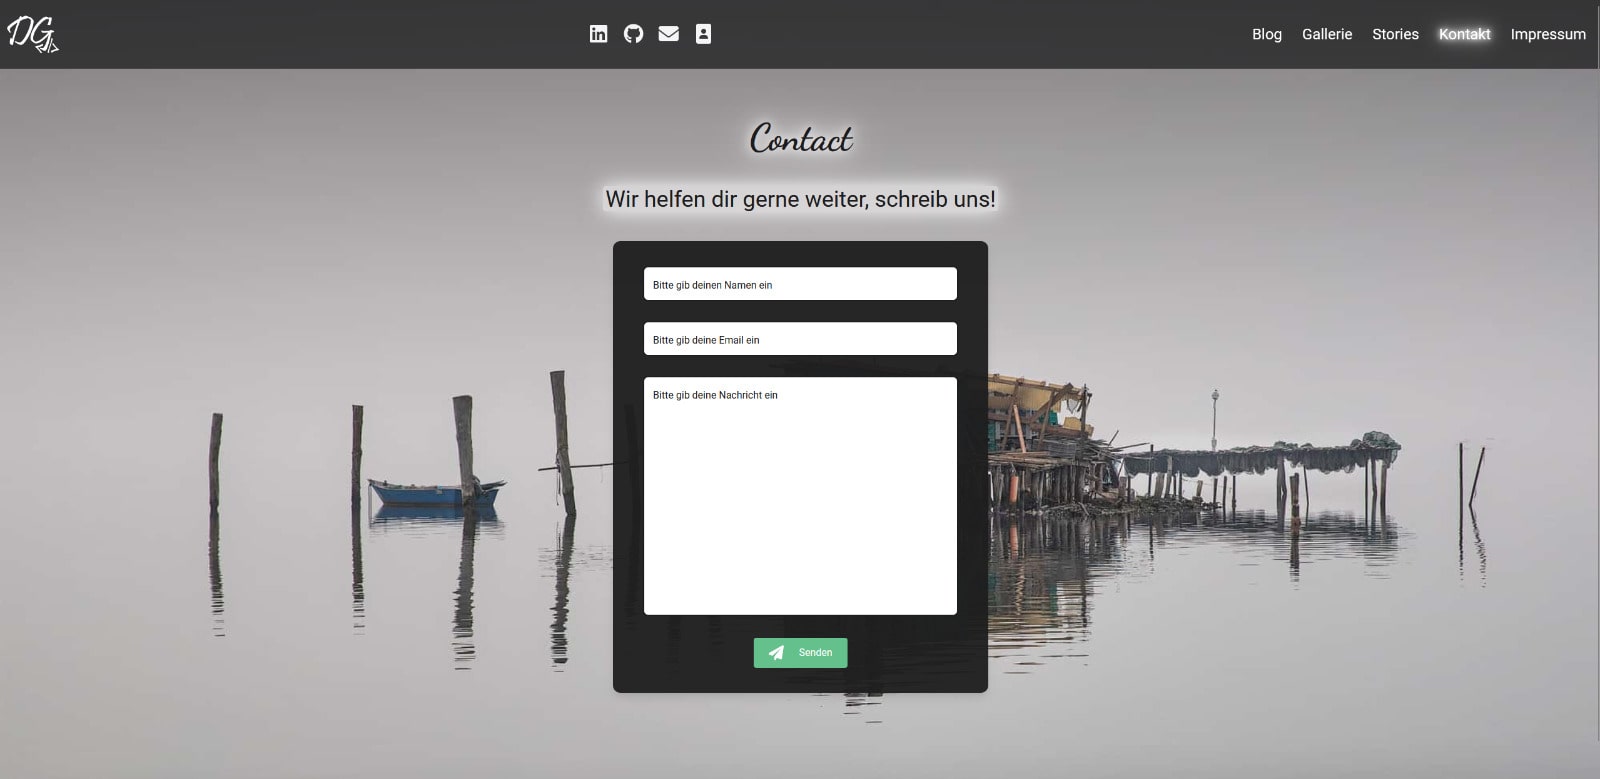 DG
Blog Gallerie Stories Kontakt Impressum
Contact
Wir helfen dir gerne weiter, schreib uns!
Bitte gib deinen Namen ein
Bitte gib deine Email ein
Bitte gib deine Nachricht ein
Senden